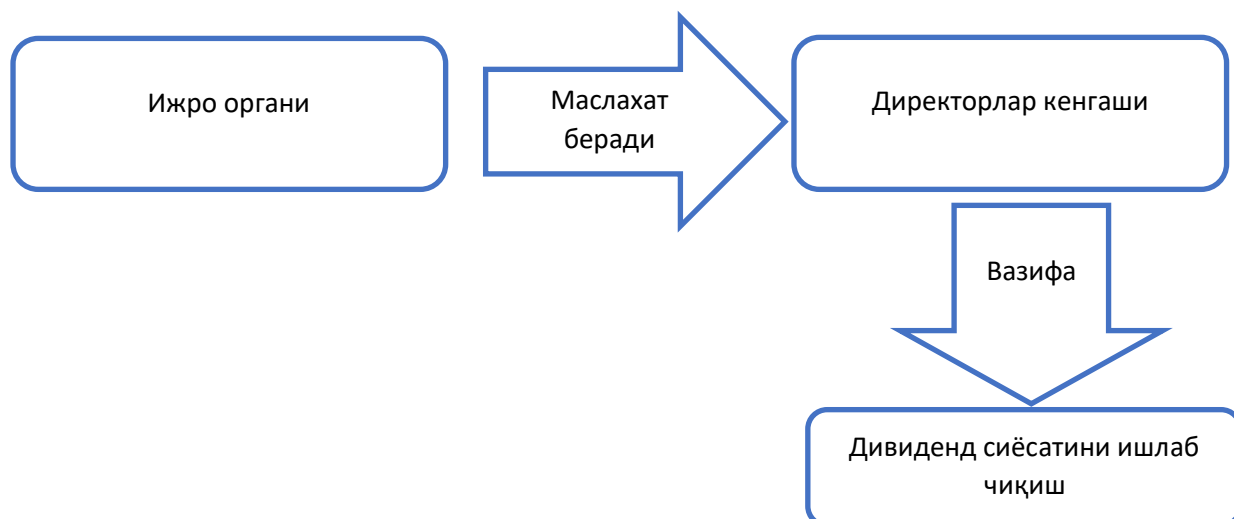 Ижро органи
Маслахат
беради
Директорлар кенгаши
Вазифа
Дивиденд сиёсатини ишлаб
чиқиш